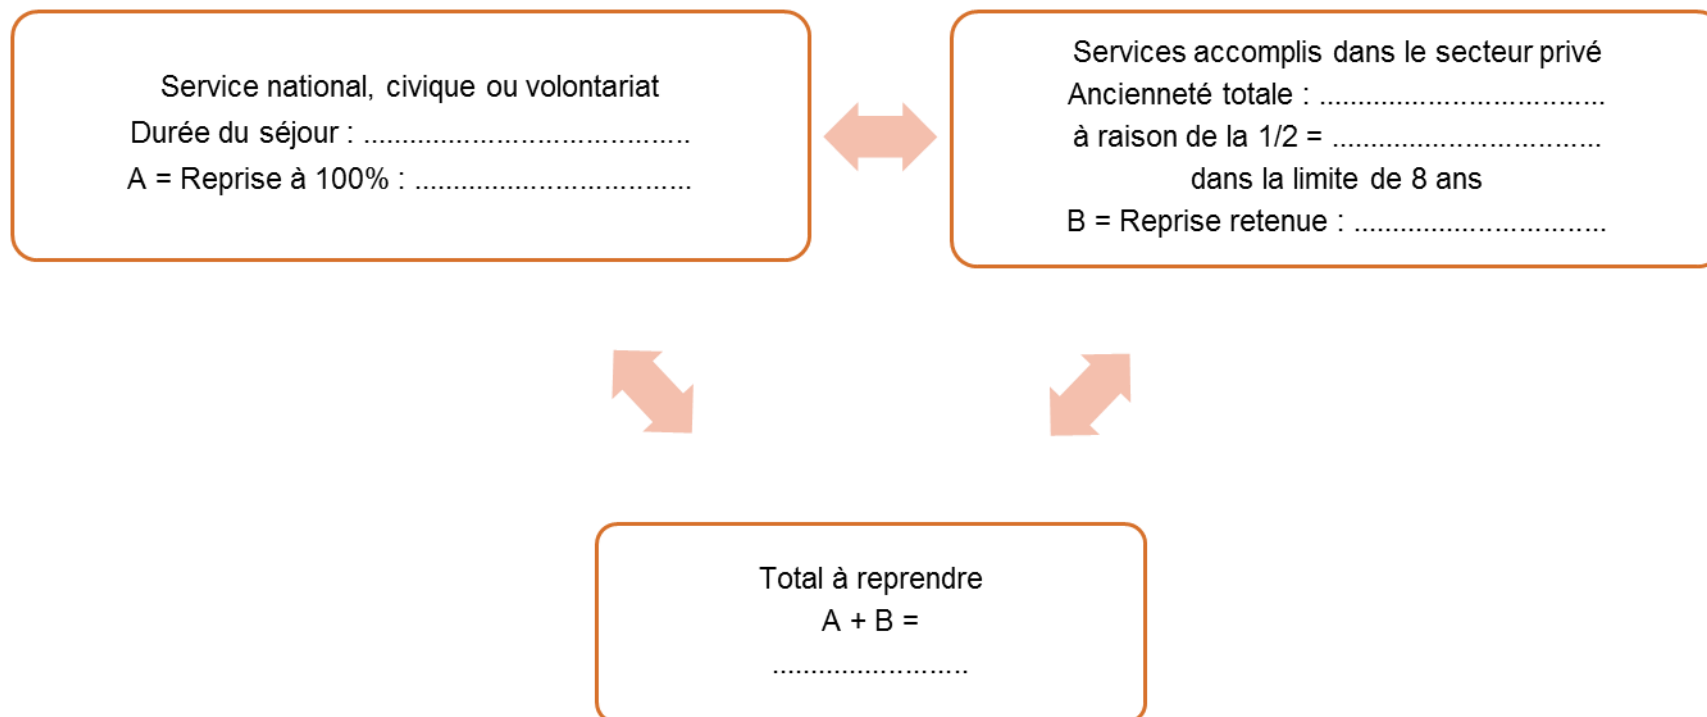 Service national, civique ou volontariat
Durée du séjour : ..........................................
A = Reprise à 100% : ....................................
Services accomplis dans le secteur privé
Ancienneté totale : .....................................
à raison de la 1/2 = ...................................
dans la limite de 8 ans
B = Reprise retenue : .................................
Total à reprendre
A + B =
.........................